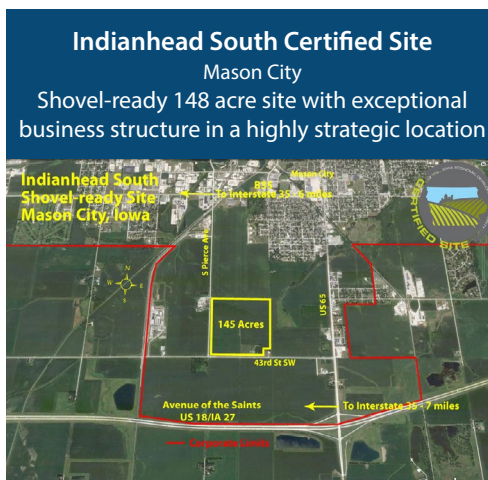 Indianhead South Certified Site
Mason City
Shovel-ready 148 acre site with exceptional
business structure in a highly strategic location
Indianhead South
Shovel-ready Site
Mason City, Iowa
Mason City
B35
To Interstate 35 - 6 miles
CERTIFIED SITE
S Pierce Ave
N
W
E
S
145 Acres
US 65
43rd St SW
Avenue of the Saints
US 18/IA 27
To Interstate 35 - 7 miles
Corporate Limits